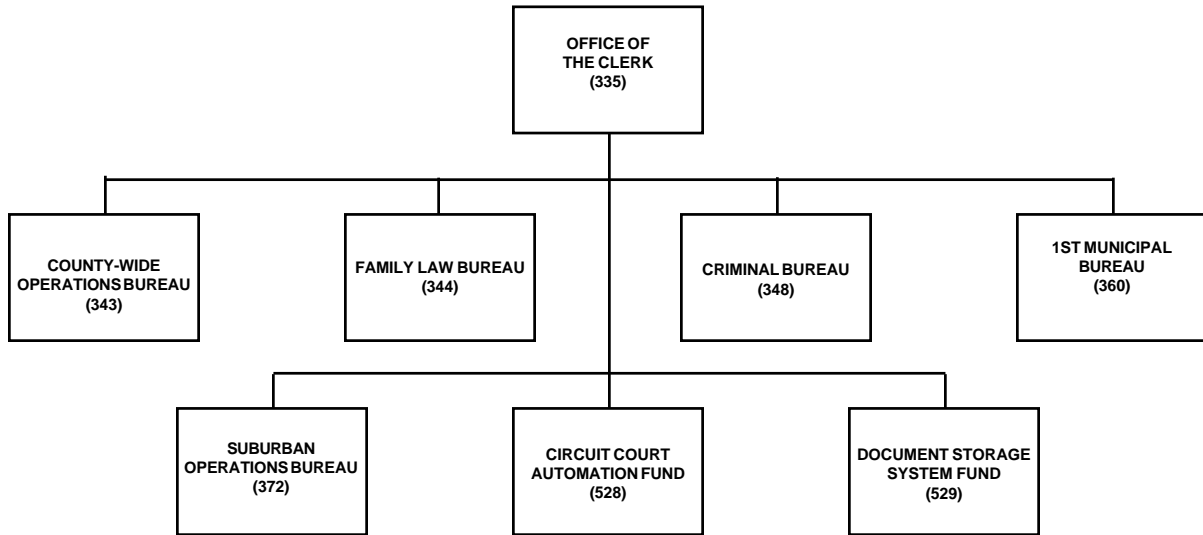 OFFICE OF
THE CLERK
(335)
COUNTY-WIDE
OPERATIONS BUREAU
(343)
FAMILY LAW BUREAU
(344)
CRIMINAL BUREAU
(348)
1ST MUNICIPAL
BUREAU
(360)
SUBURBAN
OPERATIONS BUREAU
(372)
CIRCUIT COURT
AUTOMATION FUND
(528)
DOCUMENT STORAGE
SYSTEM FUND
(529)